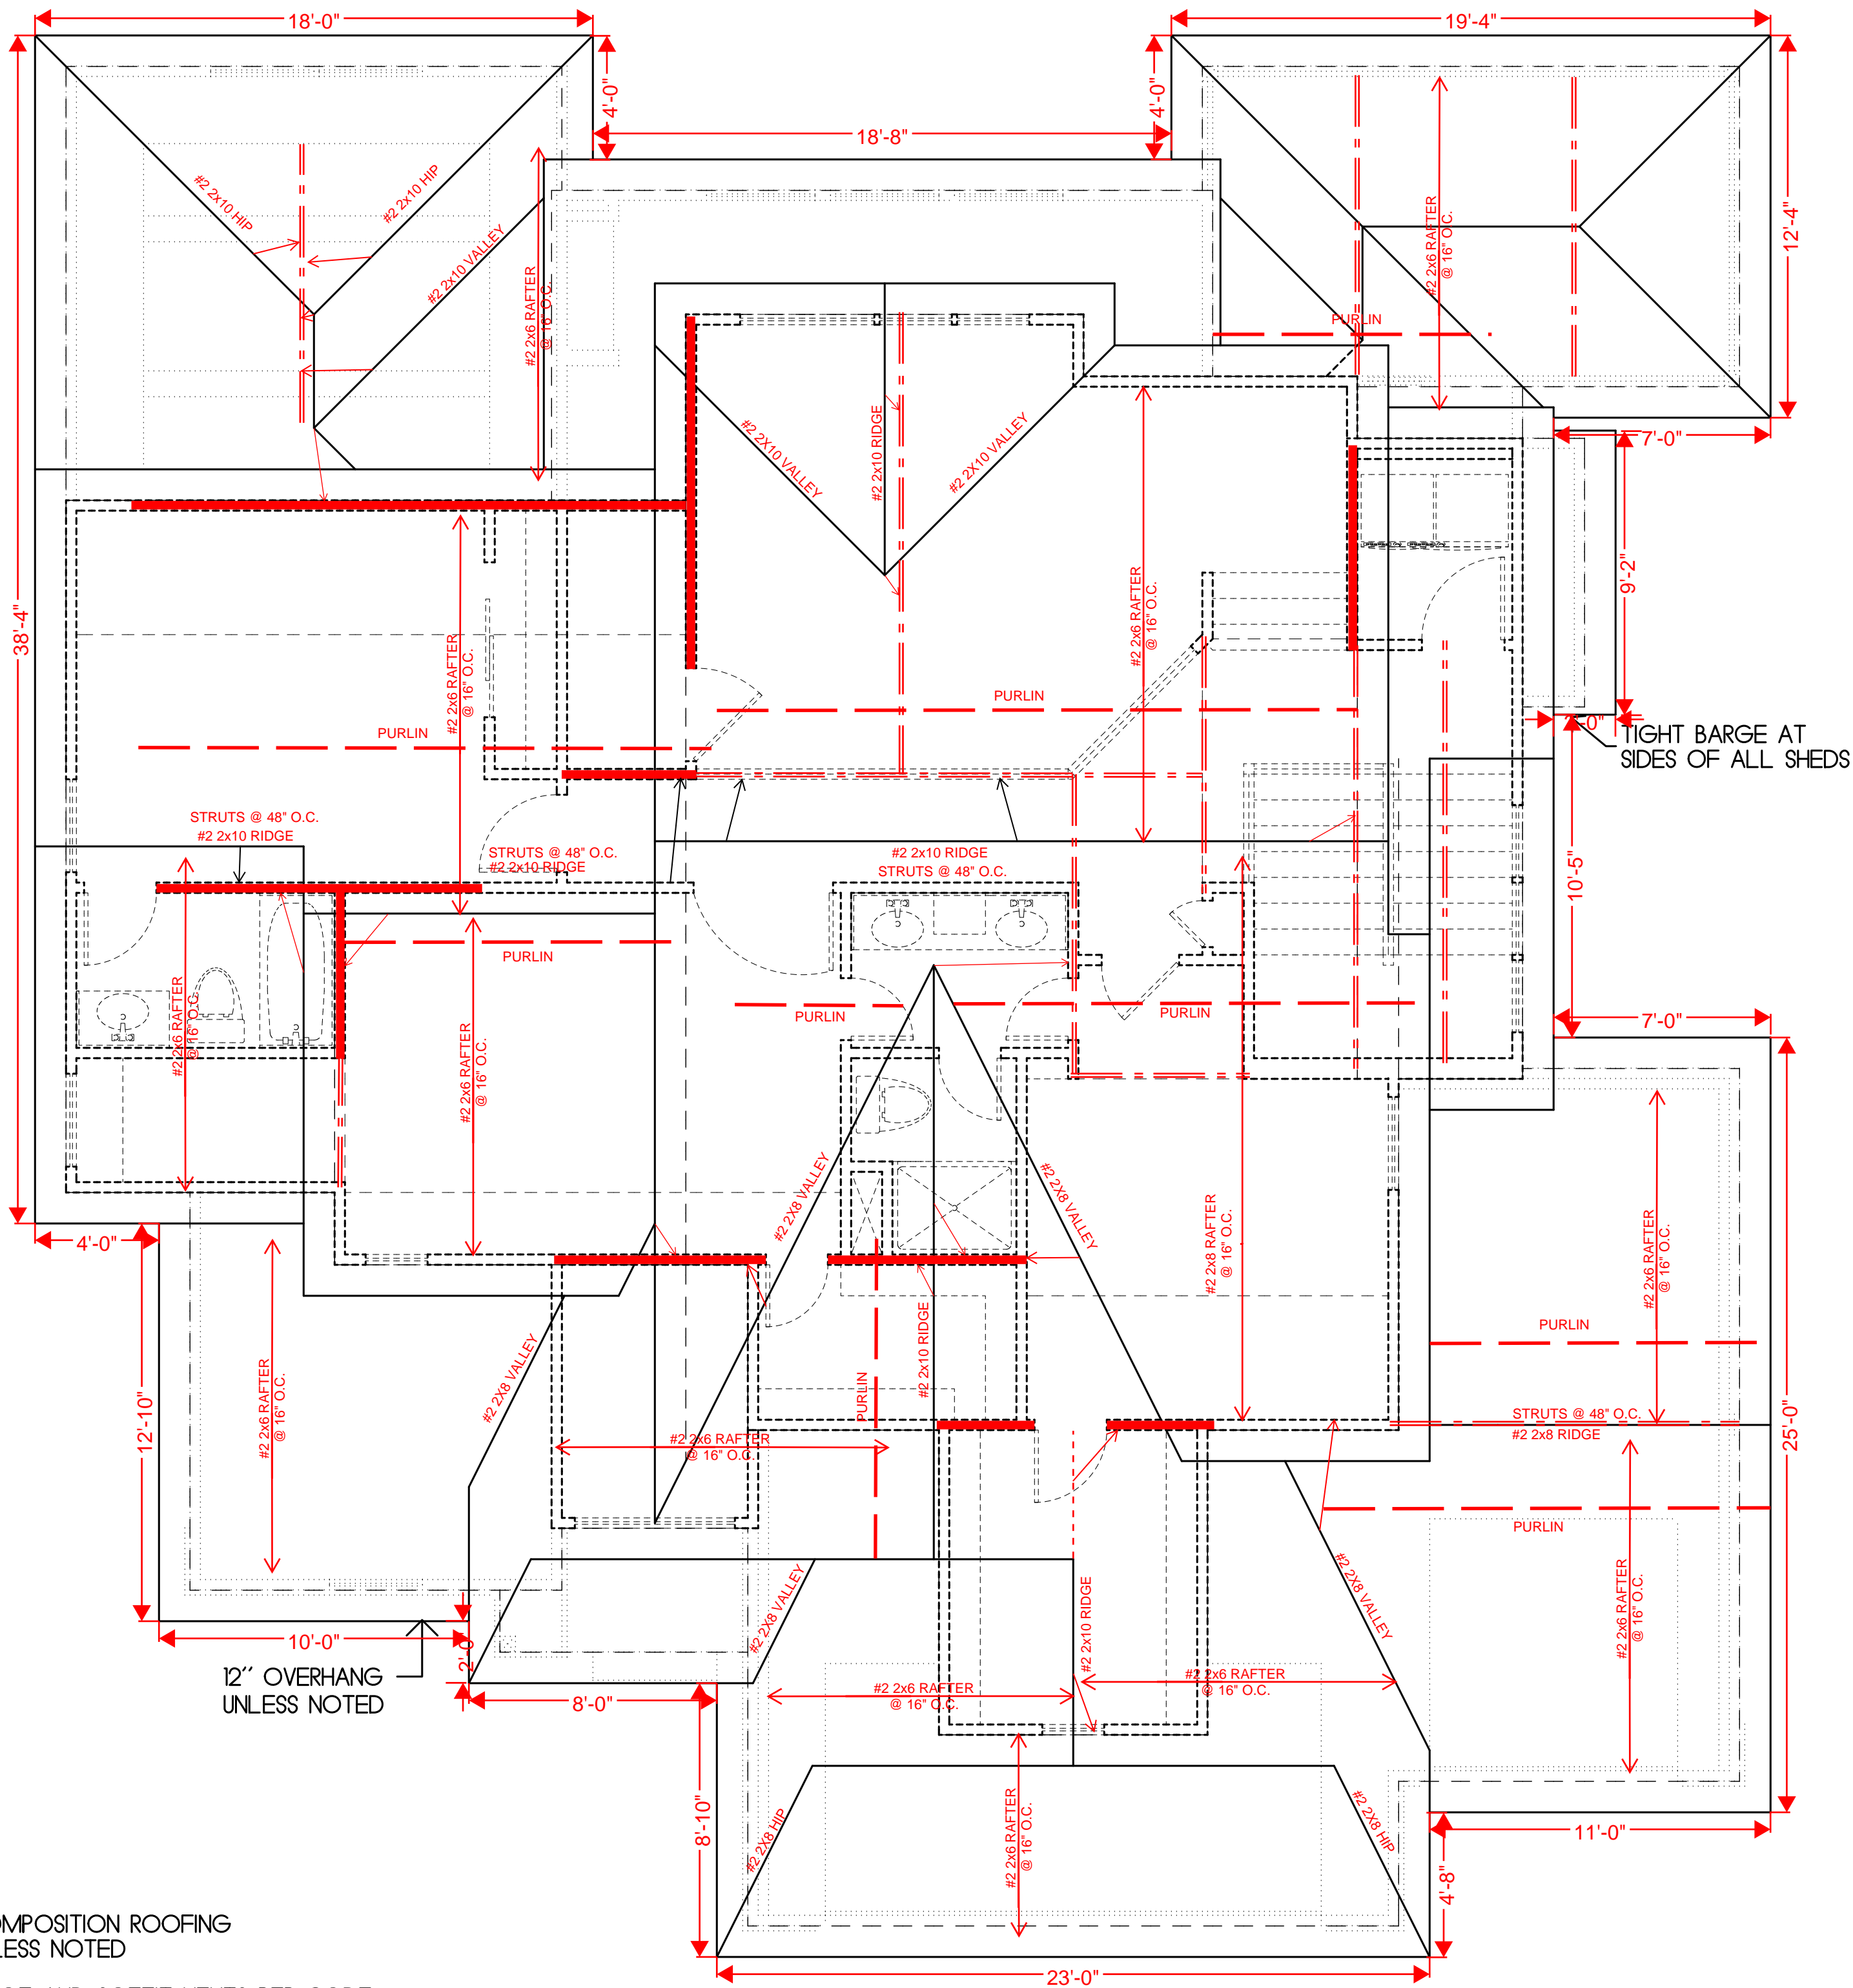 18'-0"
19'-4"
4'-0"
4'-0"
18'-8"
#2 2x10 HIP
#2 2x10 HIP
#2 2x10 VALLEY
#2 2x6 RAFTER
@ 16" O.C.
#2 2x6 RAFTER
@ 16" O.C.
12'-4"
PURLIN
7'-0"
38'-4"
#2 2X10 VALLEY
#2 2x10 RIDGE
#2 2X10 VALLEY
9'-2"
#2 2x6 RAFTER
@ 16" O.C.
#2 2x6 RAFTER
@ 16" O.C.
PURLIN
PURLIN
TIGHT BARGE AT
SIDES OF ALL SHEDS
STRUTS @ 48" O.C.
#2 2x10 RIDGE
STRUTS @ 48" O.C.
#2 2x10 RIDGE
#2 2x10 RIDGE
STRUTS @ 48" O.C.
10'-5"
PURLIN
PURLIN
PURLIN
7'-0"
#2 2x6 RAFTER
@ 16" O.C.
#2 2x6 RAFTER
@ 16" O.C.
#2 2X8 VALLEY
#2 2X8 VALLEY
#2 2x8 RAFTER
@ 16" O.C.
#2 2x6 RAFTER
@ 16" O.C.
4'-0"
PURLIN
#2 2X8 VALLEY
#2 2x10 RIDGE
PURLIN
12'-10"
#2 2x6 RAFTER
@ 16" O.C.
#2 2x6 RAFTER
@ 16" O.C.
STRUTS @ 48" O.C.
#2 2x8 RIDGE
25'-0"
PURLIN
#2 2X8 VALLEY
#2 2x10 RIDGE
#2 2X8 VALLEY
#2 2x6 RAFTER
@ 16" O.C.
10'-0"
2'-0"
12" OVERHANG
UNLESS NOTED
8'-0"
#2 2x6 RAFTER
@ 16" O.C.
#2 2x6 RAFTER
@ 16" O.C.
8'-10"
#2 2X8 HIP
#2 2x6 RAFTER
@ 16" O.C.
#2 2X8 HIP
11'-0"
4'-8"
OMPOSITION ROOFING
LESS NOTED
23'-0"